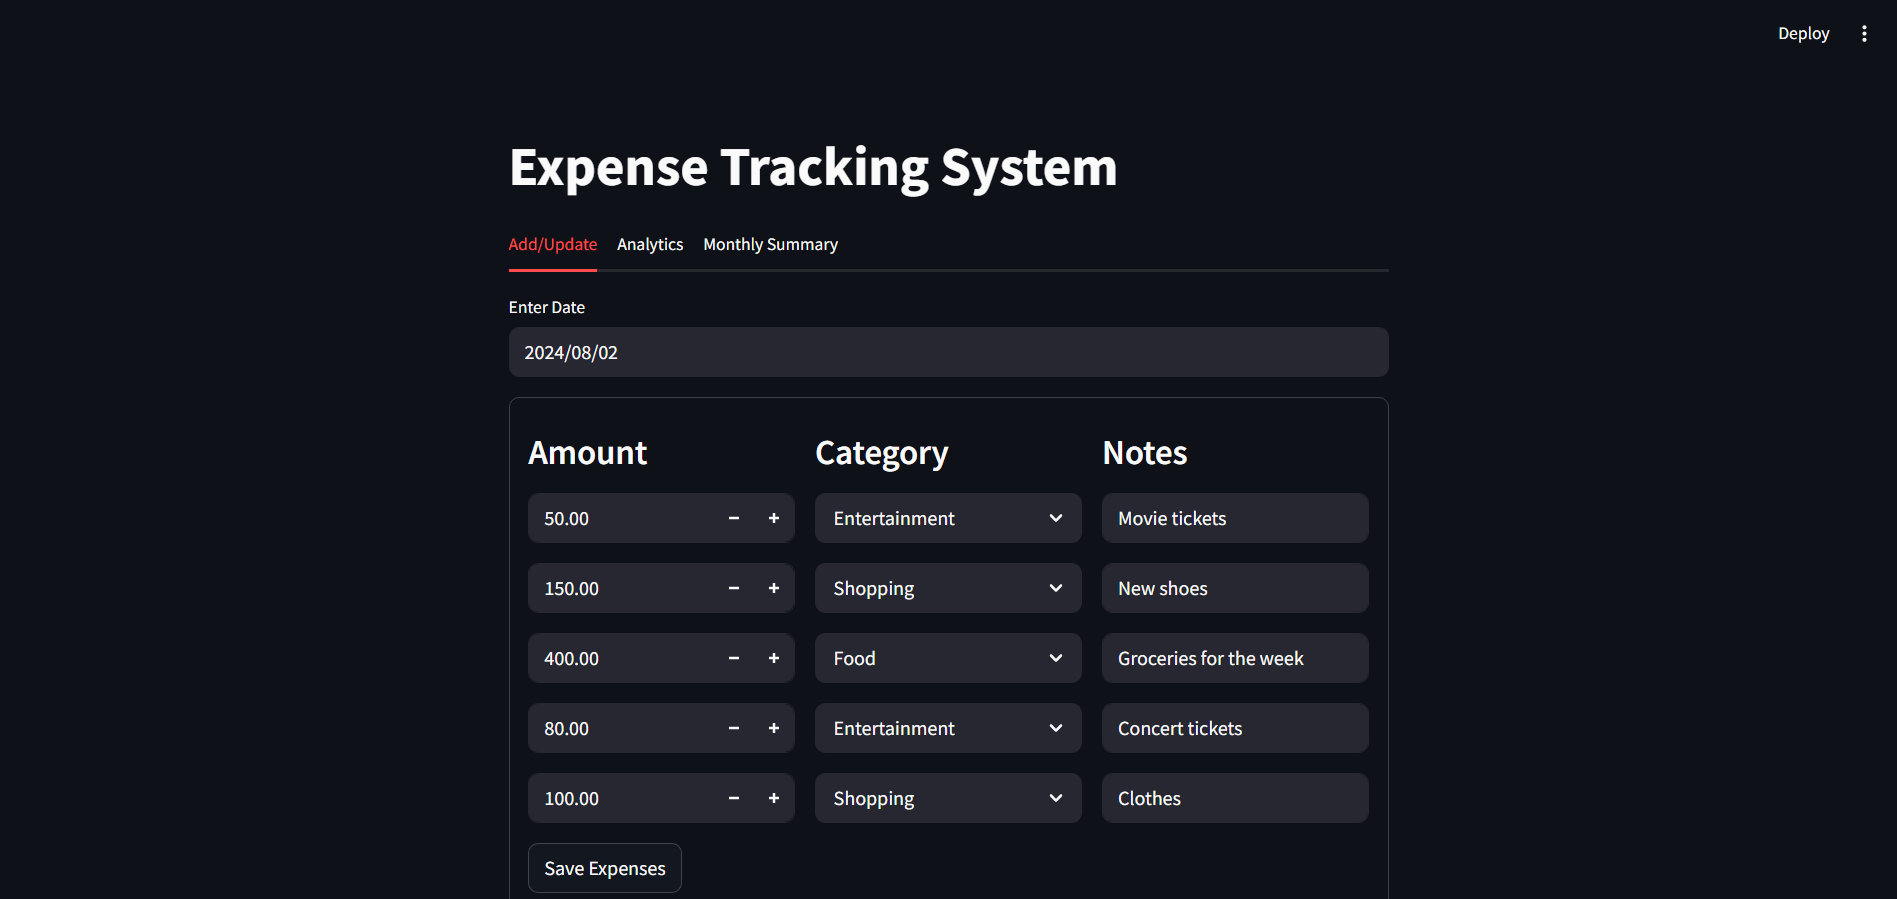 Deploy
Expense Tracking System
Add/Update Analytics Monthly Summary
Enter Date
2024/08/02
Amount Category Notes
50.00 Entertainment Movie tickets
150.00 Shopping New shoes
400.00 Food Groceries for the week
80.00 Entertainment Concert tickets
100.00 Shopping Clothes
Save Expenses